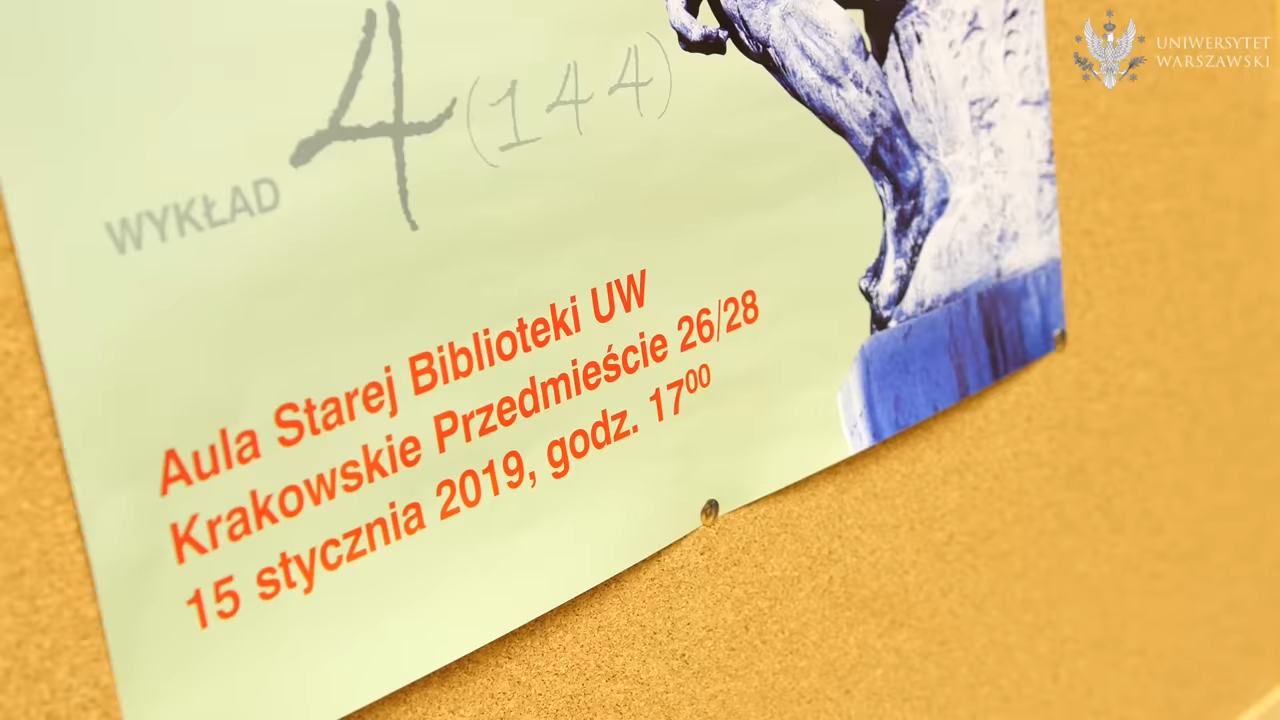 UNIWERSYTET
WARSZAWSKI
WYKŁAD 4 (144)
Aula Starej Biblioteki UW
Krakowskie Przedmieście 26/28
15 stycznia 2019, godz. 17⁰⁰